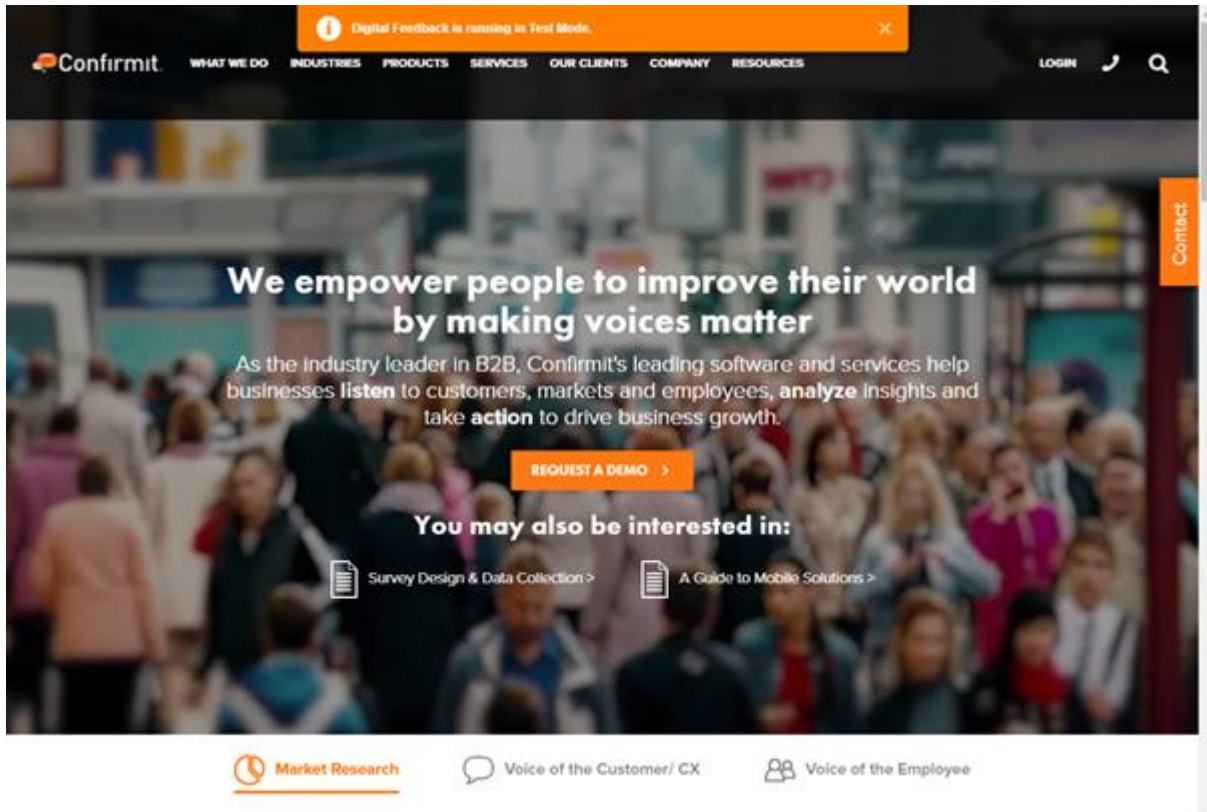 Digital Feedback is running in Test Mode.
Confirmit.
WHAT WE DO INDUSTRIES PRODUCTS SERVICES OUR CLIENTS COMPANY RESOURCES LOGIN
Contact
We empower people to improve their world
by making voices matter
As the industry leader in B2B, Confirmit's leading software and services help
businesses listen to customers, markets and employees, analyze insights and
take action to drive business growth.
REQUEST A DEMO >
You may also be interested in:
Survey Design & Data Collection > A Guide to Mobile Solutions >
Market Research Voice of the Customer/ CX Voice of the Employee